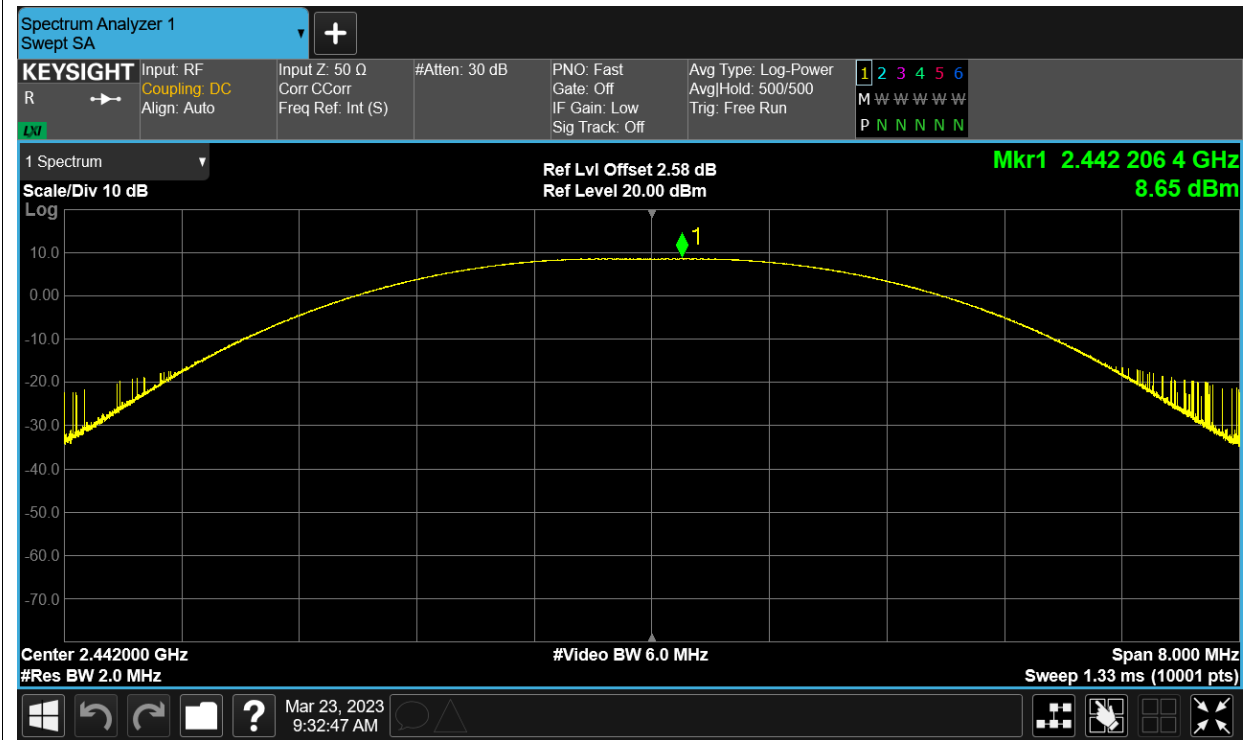 Spectrum Analyzer 1
Swept SA
KEYSIGHT
R
LXI
Input: RF
Coupling: DC
Align: Auto
Input Z: 50 Ω
Corr CCorr
Freq Ref: Int (S)
#Atten: 30 dB
PNO: Fast
Gate: Off
IF Gain: Low
Sig Track: Off
Avg Type: Log-Power
Avg|Hold: 500/500
Trig: Free Run
1 2 3 4 5 6
M W W W W W
P N N N N N
1 Spectrum
Scale/Div 10 dB
Ref Lvl Offset 2.58 dB
Ref Level 20.00 dBm
Mkr1 2.442 206 4 GHz
8.65 dBm
Log
1
10.0
0.00
-10.0
-20.0
-30.0
-40.0
-50.0
-60.0
-70.0
Center 2.442000 GHz
#Res BW 2.0 MHz
#Video BW 6.0 MHz
Span 8.000 MHz
Sweep 1.33 ms (10001 pts)
?
Mar 23, 2023
9:32:47 AM